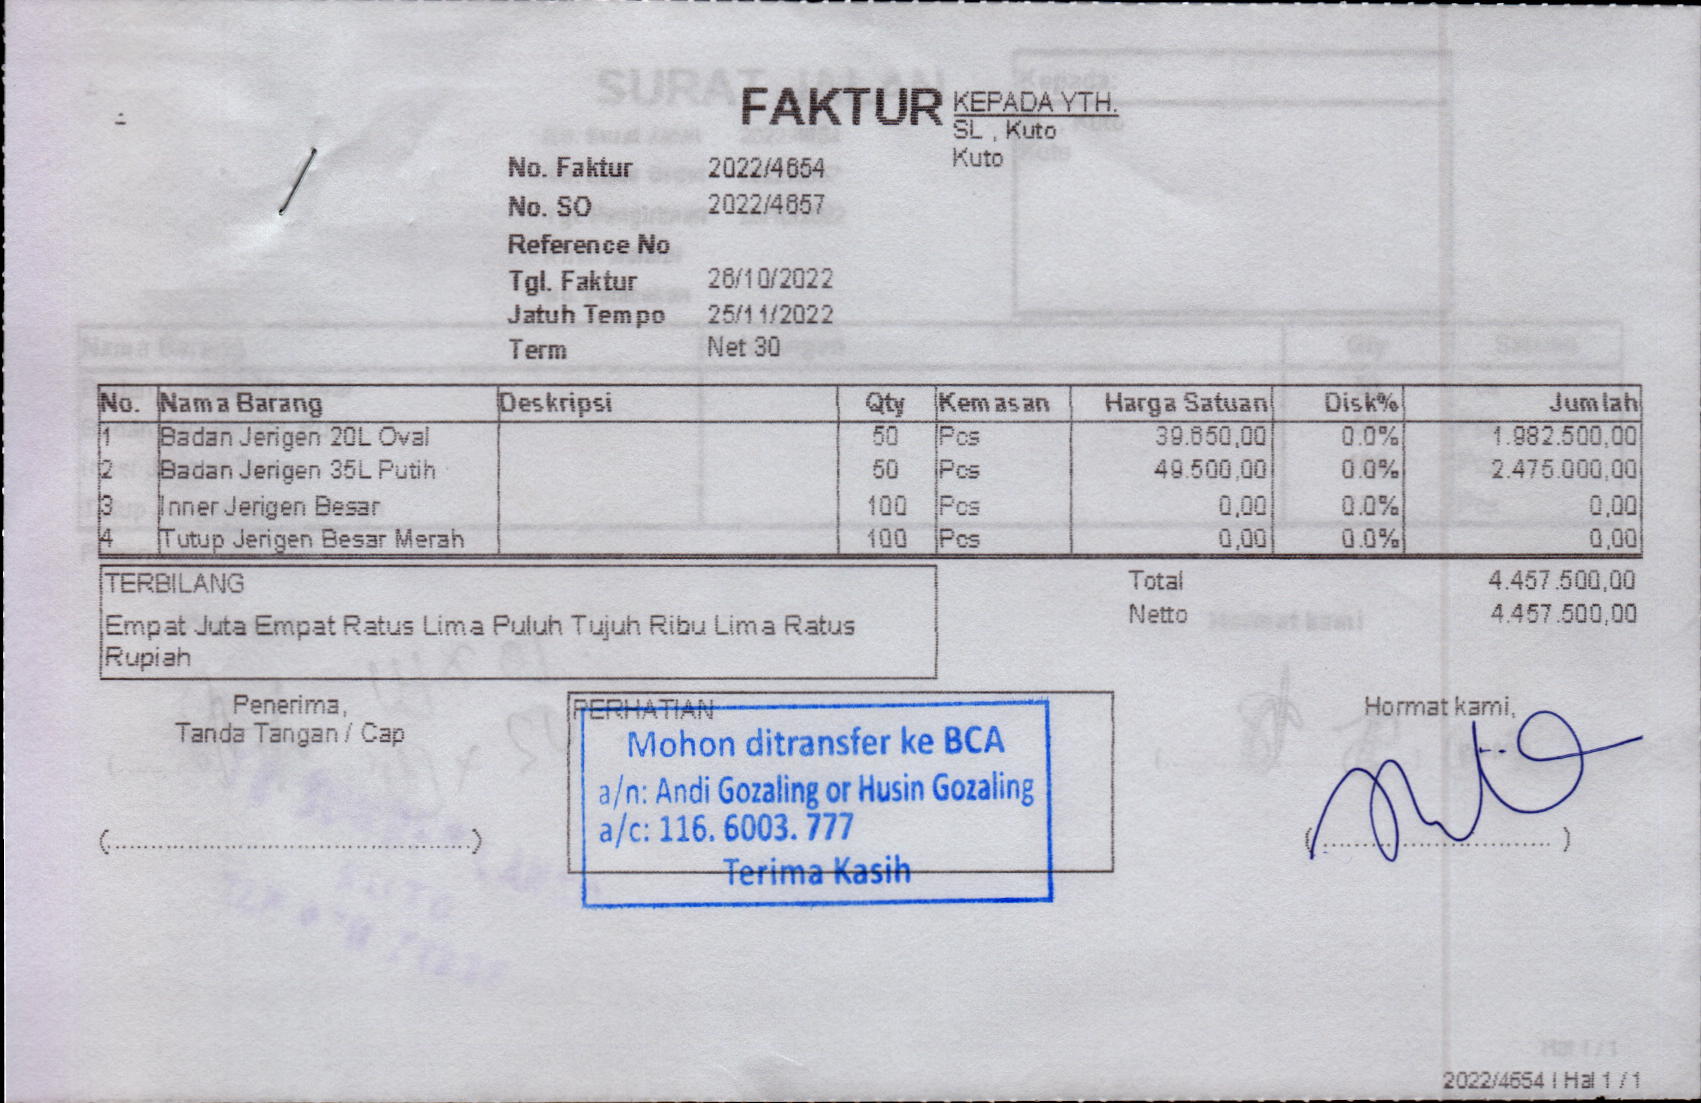 FAKTUR
KEPADA YTH.
SL , Kuto
Kuto
No. Faktur 2022/4654
No. SO 2022/4657
Reference No
Tgl. Faktur 26/10/2022
Jatuh Tempo 25/11/2022
Term Net 30
No. Nama Barang Deskripsi Qty Kemasan Harga Satuan Disk% Jumlah
1 Badan Jerigen 20L Oval 50 Pcs 39.650,00 0.0% 1.982.500,00
2 Badan Jerigen 35L Putih 50 Pcs 49.500,00 0.0% 2.475.000,00
3 Inner Jerigen Besar 100 Pcs 0,00 0.0% 0,00
4 Tutup Jerigen Besar Merah 100 Pcs 0,00 0.0% 0,00
TERBILANG
Empat Juta Empat Ratus Lima Puluh Tujuh Ribu Lima Ratus
Rupiah
Total 4.457.500,00
Netto 4.457.500,00
Penerima,
Tanda Tangan / Cap
(..................................................)
PERHATIAN
Mohon ditransfer ke BCA
a/n: Andi Gozaling or Husin Gozaling
a/c: 116. 6003. 777
Terima Kasih
Hormat kami,
(................................)
2022/4654 | Hal 1 / 1